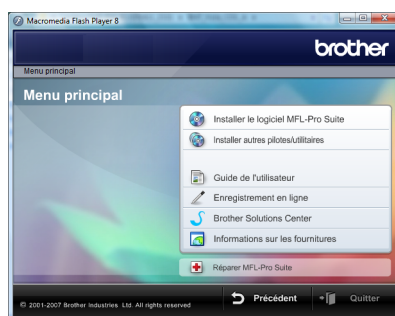 Macromedia Flash Player 8
brother
Menu principal
Menu principal
Installer le logiciel MFL-Pro Suite
Installer autres pilotes/utilitaires
Guide de l'utilisateur
Enregistrement en ligne
Brother Solutions Center
Informations sur les fournitures
Réparer MFL-Pro Suite
© 2001-2007 Brother Industries Ltd. All rights reserved
Précédent
Quitter